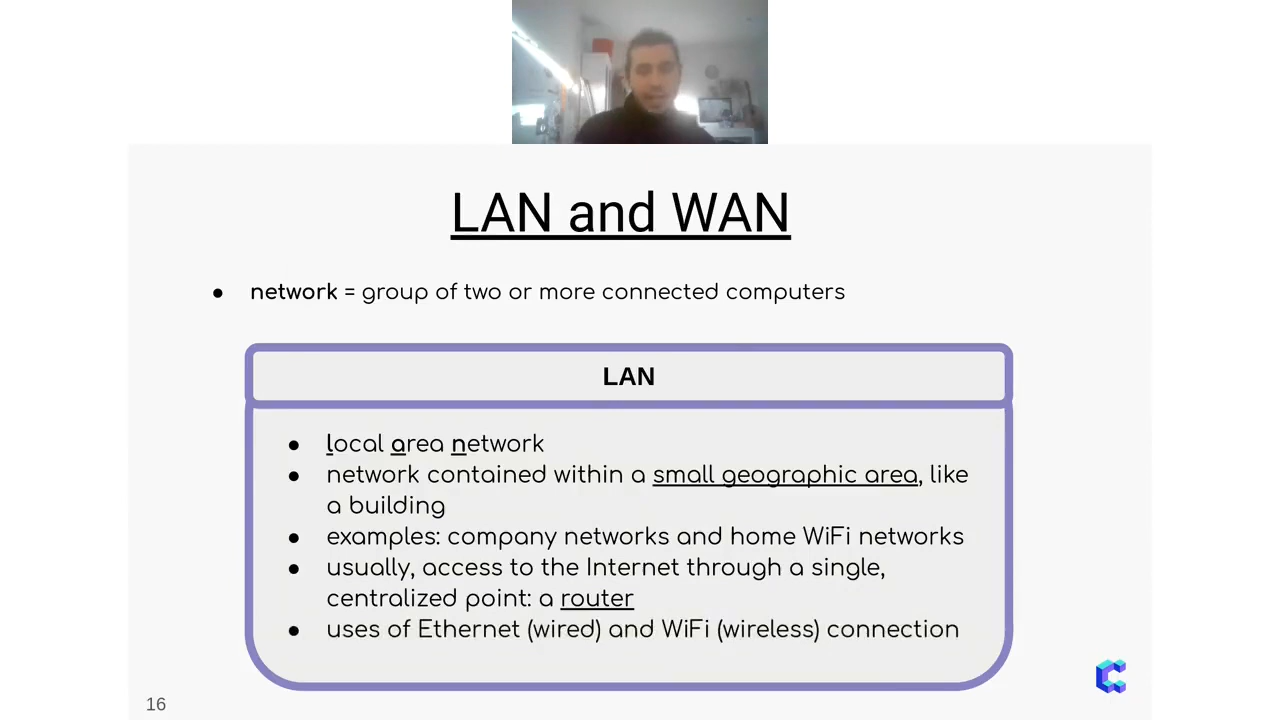 LAN and WAN
● network = group of two or more connected computers
LAN
● local area network
● network contained within a small geographic area, like
a building
● examples: company networks and home WiFi networks
● usually, access to the Internet through a single,
centralized point: a router
● uses of Ethernet (wired) and WiFi (wireless) connection
16